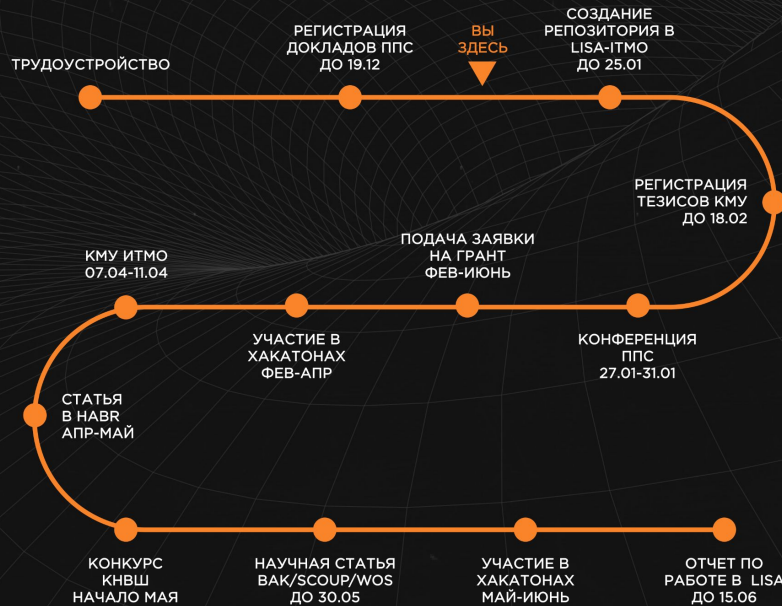 ТРУДОУСТРОЙСТВО
РЕГИСТРАЦИЯ
ДОКЛАДОВ ППС
ДО 19.12
ВЫ
ЗДЕСЬ
СОЗДАНИЕ
РЕПОЗИТОРИЯ В
LISA-ITMO
ДО 25.01
РЕГИСТРАЦИЯ
ТЕЗИСОВ КМУ
ДО 18.02
КОНФЕРЕНЦИЯ
ППС
27.01-31.01
ПОДАЧА ЗАЯВКИ
НА ГРАНТ
ФЕВ-ИЮНЬ
УЧАСТИЕ В
ХАКАТОНАХ
ФЕВ-АПР
КМУ ИТМО
07.04-11.04
СТАТЬЯ
В HABR
АПР-МАЙ
КОНКУРС
КНВШ
НАЧАЛО МАЯ
НАУЧНАЯ СТАТЬЯ
ВАК/SCOUP/WOS
ДО 30.05
УЧАСТИЕ В
ХАКАТОНАХ
МАЙ-ИЮНЬ
ОТЧЕТ ПО
РАБОТЕ В LISA
ДО 15.06